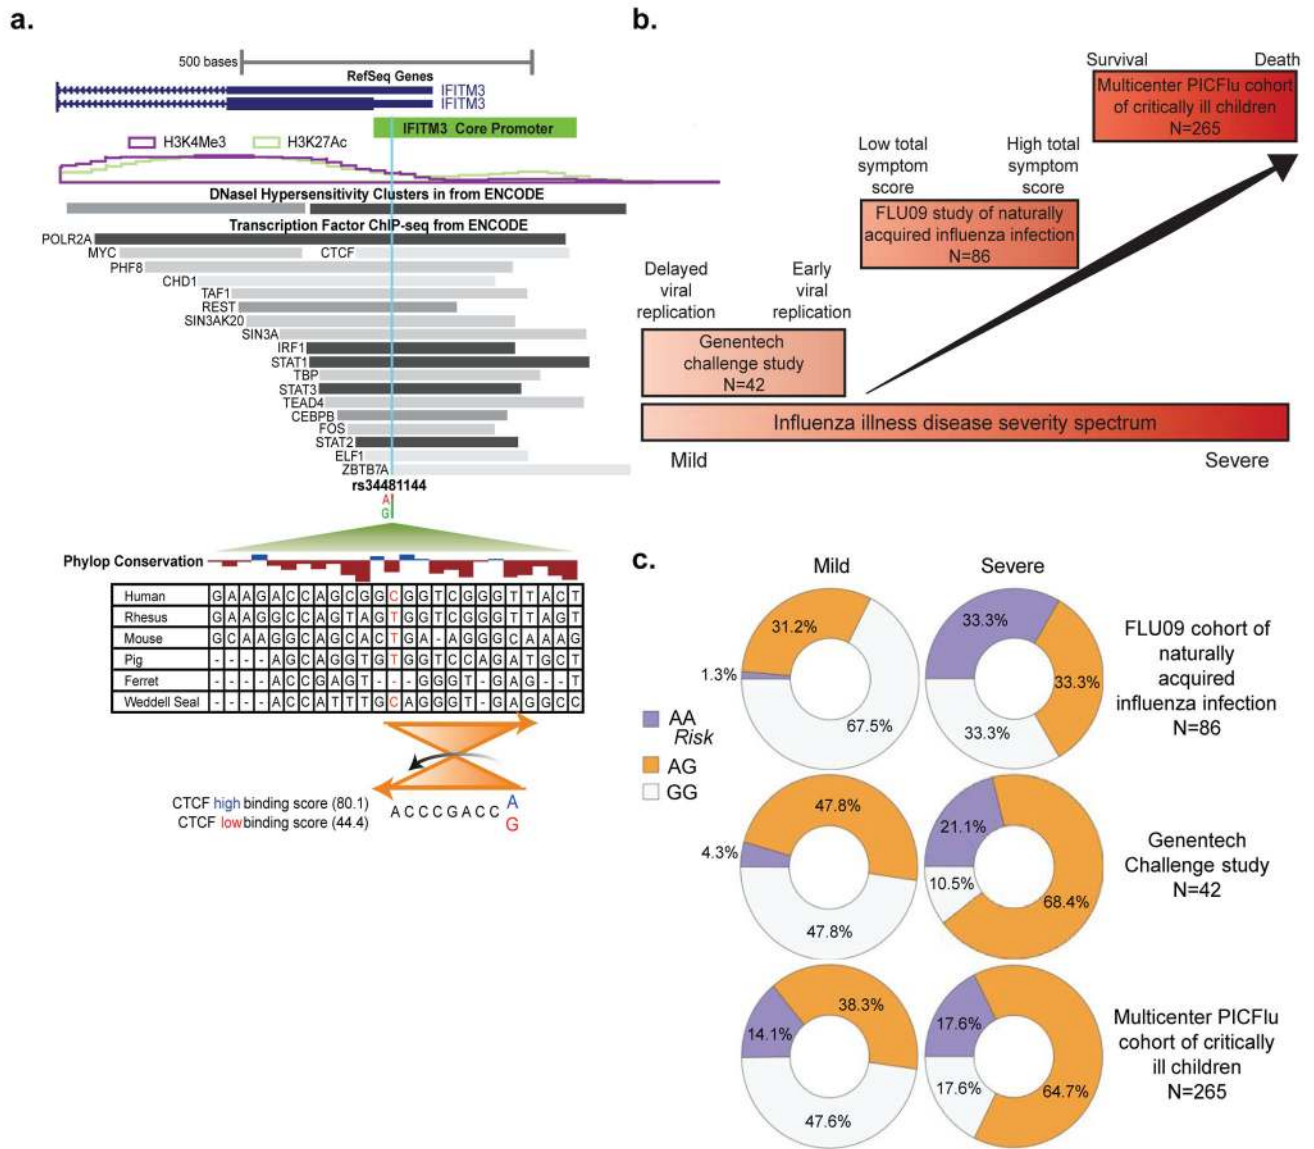 a.
500 bases
RefSeq Genes
IFITM3
IFITM3
IFITM3 Core Promoter
H3K4Me3 H3K27Ac
DNaseI Hypersensitivity Clusters in from ENCODE
Transcription Factor ChIP-seq from ENCODE
POLR2A
MYC CTCF
PHF8
CHD1
TAF1
REST
SIN3AK20
SIN3A
IRF1
STAT1
TBP
STAT3
TEAD4
CEBPB
FOS
STAT2
ELF1
ZBTB7A
rs34481144
A
G
Phylop Conservation
Human G A A G A C C A G C G G C G G T C G G G T T A C T
Rhesus G A A G G C C A G T A G T G G T C G G G T T A G T
Mouse G C A A G G C A G C A C T G A - A G G G C A A A G
Pig - - - - A G C A G G T G T G G T C C A G A T G C T
Ferret - - - - A C C G A G T - - - G G G T - G A G - - T
Weddell Seal - - - - A C C A T T T G C A G G G T - G A G G C C
CTCF high binding score (80.1)
CTCF low binding score (44.4)
A C C C G A C C A
G
b.
Survival Death
Multicenter PICFlu cohort
of critically ill children
N=265
Low total
symptom
score
High total
symptom
score
FLU09 study of naturally
acquired influenza infection
N=86
Delayed
viral
replication
Early
viral
replication
Genentech
challenge study
N=42
Influenza illness disease severity spectrum
Mild Severe
c.
Mild Severe
31.2%
1.3%
67.5%
33.3%
33.3%
33.3%
FLU09 cohort of
naturally
acquired
influenza infection
N=86
AA
Risk
AG
GG
47.8%
4.3%
47.8%
21.1%
10.5%
68.4%
Genentech
Challenge study
N=42
38.3%
14.1%
47.6%
17.6%
17.6%
64.7%
Multicenter PICFlu
cohort of critically
ill children
N=265